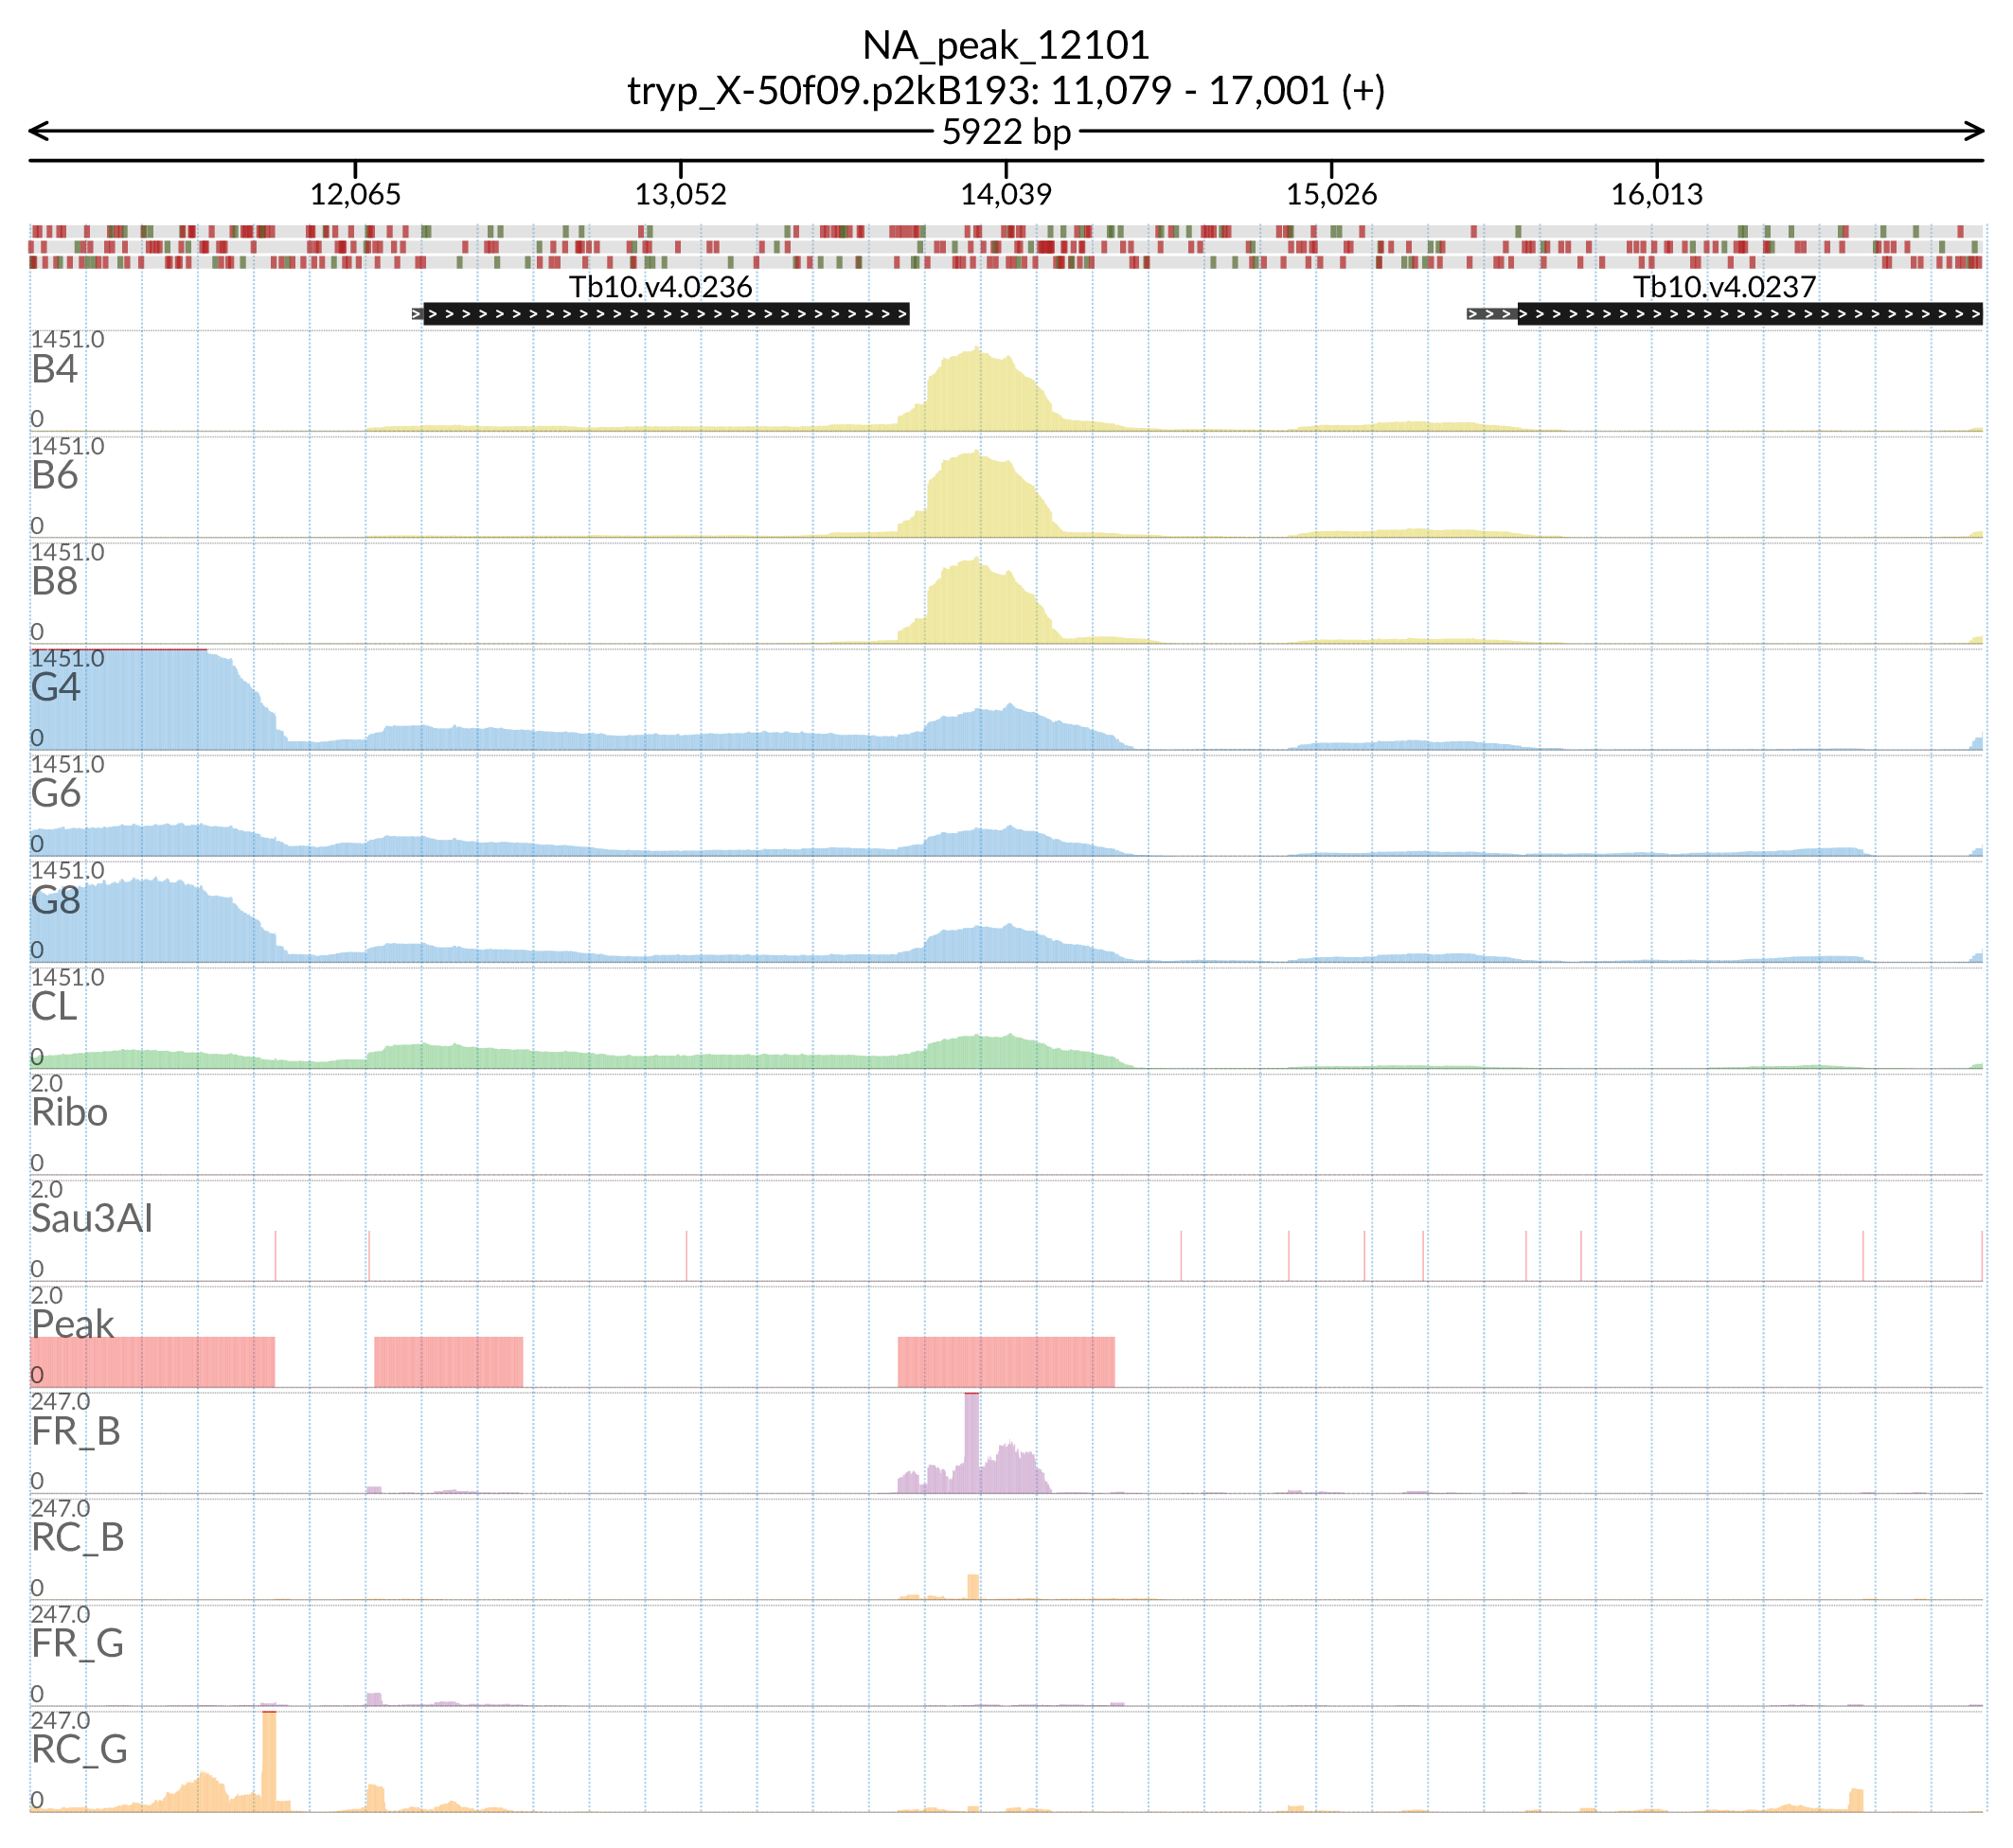 NA_peak_12101
tryp_X-50f09.p2kB193: 11,079 - 17,001 (+)
5922 bp
12,065 13,052 14,039 15,026 16,013
Tb10.v4.0236 Tb10.v4.0237
1451.0
B4
0
1451.0
B6
0
1451.0
B8
0
1451.0
G4
0
1451.0
G6
0
1451.0
G8
0
1451.0
CL
0
2.0
Ribo
0
2.0
Sau3AI
0
2.0
Peak
0
247.0
FR_B
0
247.0
RC_B
0
247.0
FR_G
0
247.0
RC_G
0